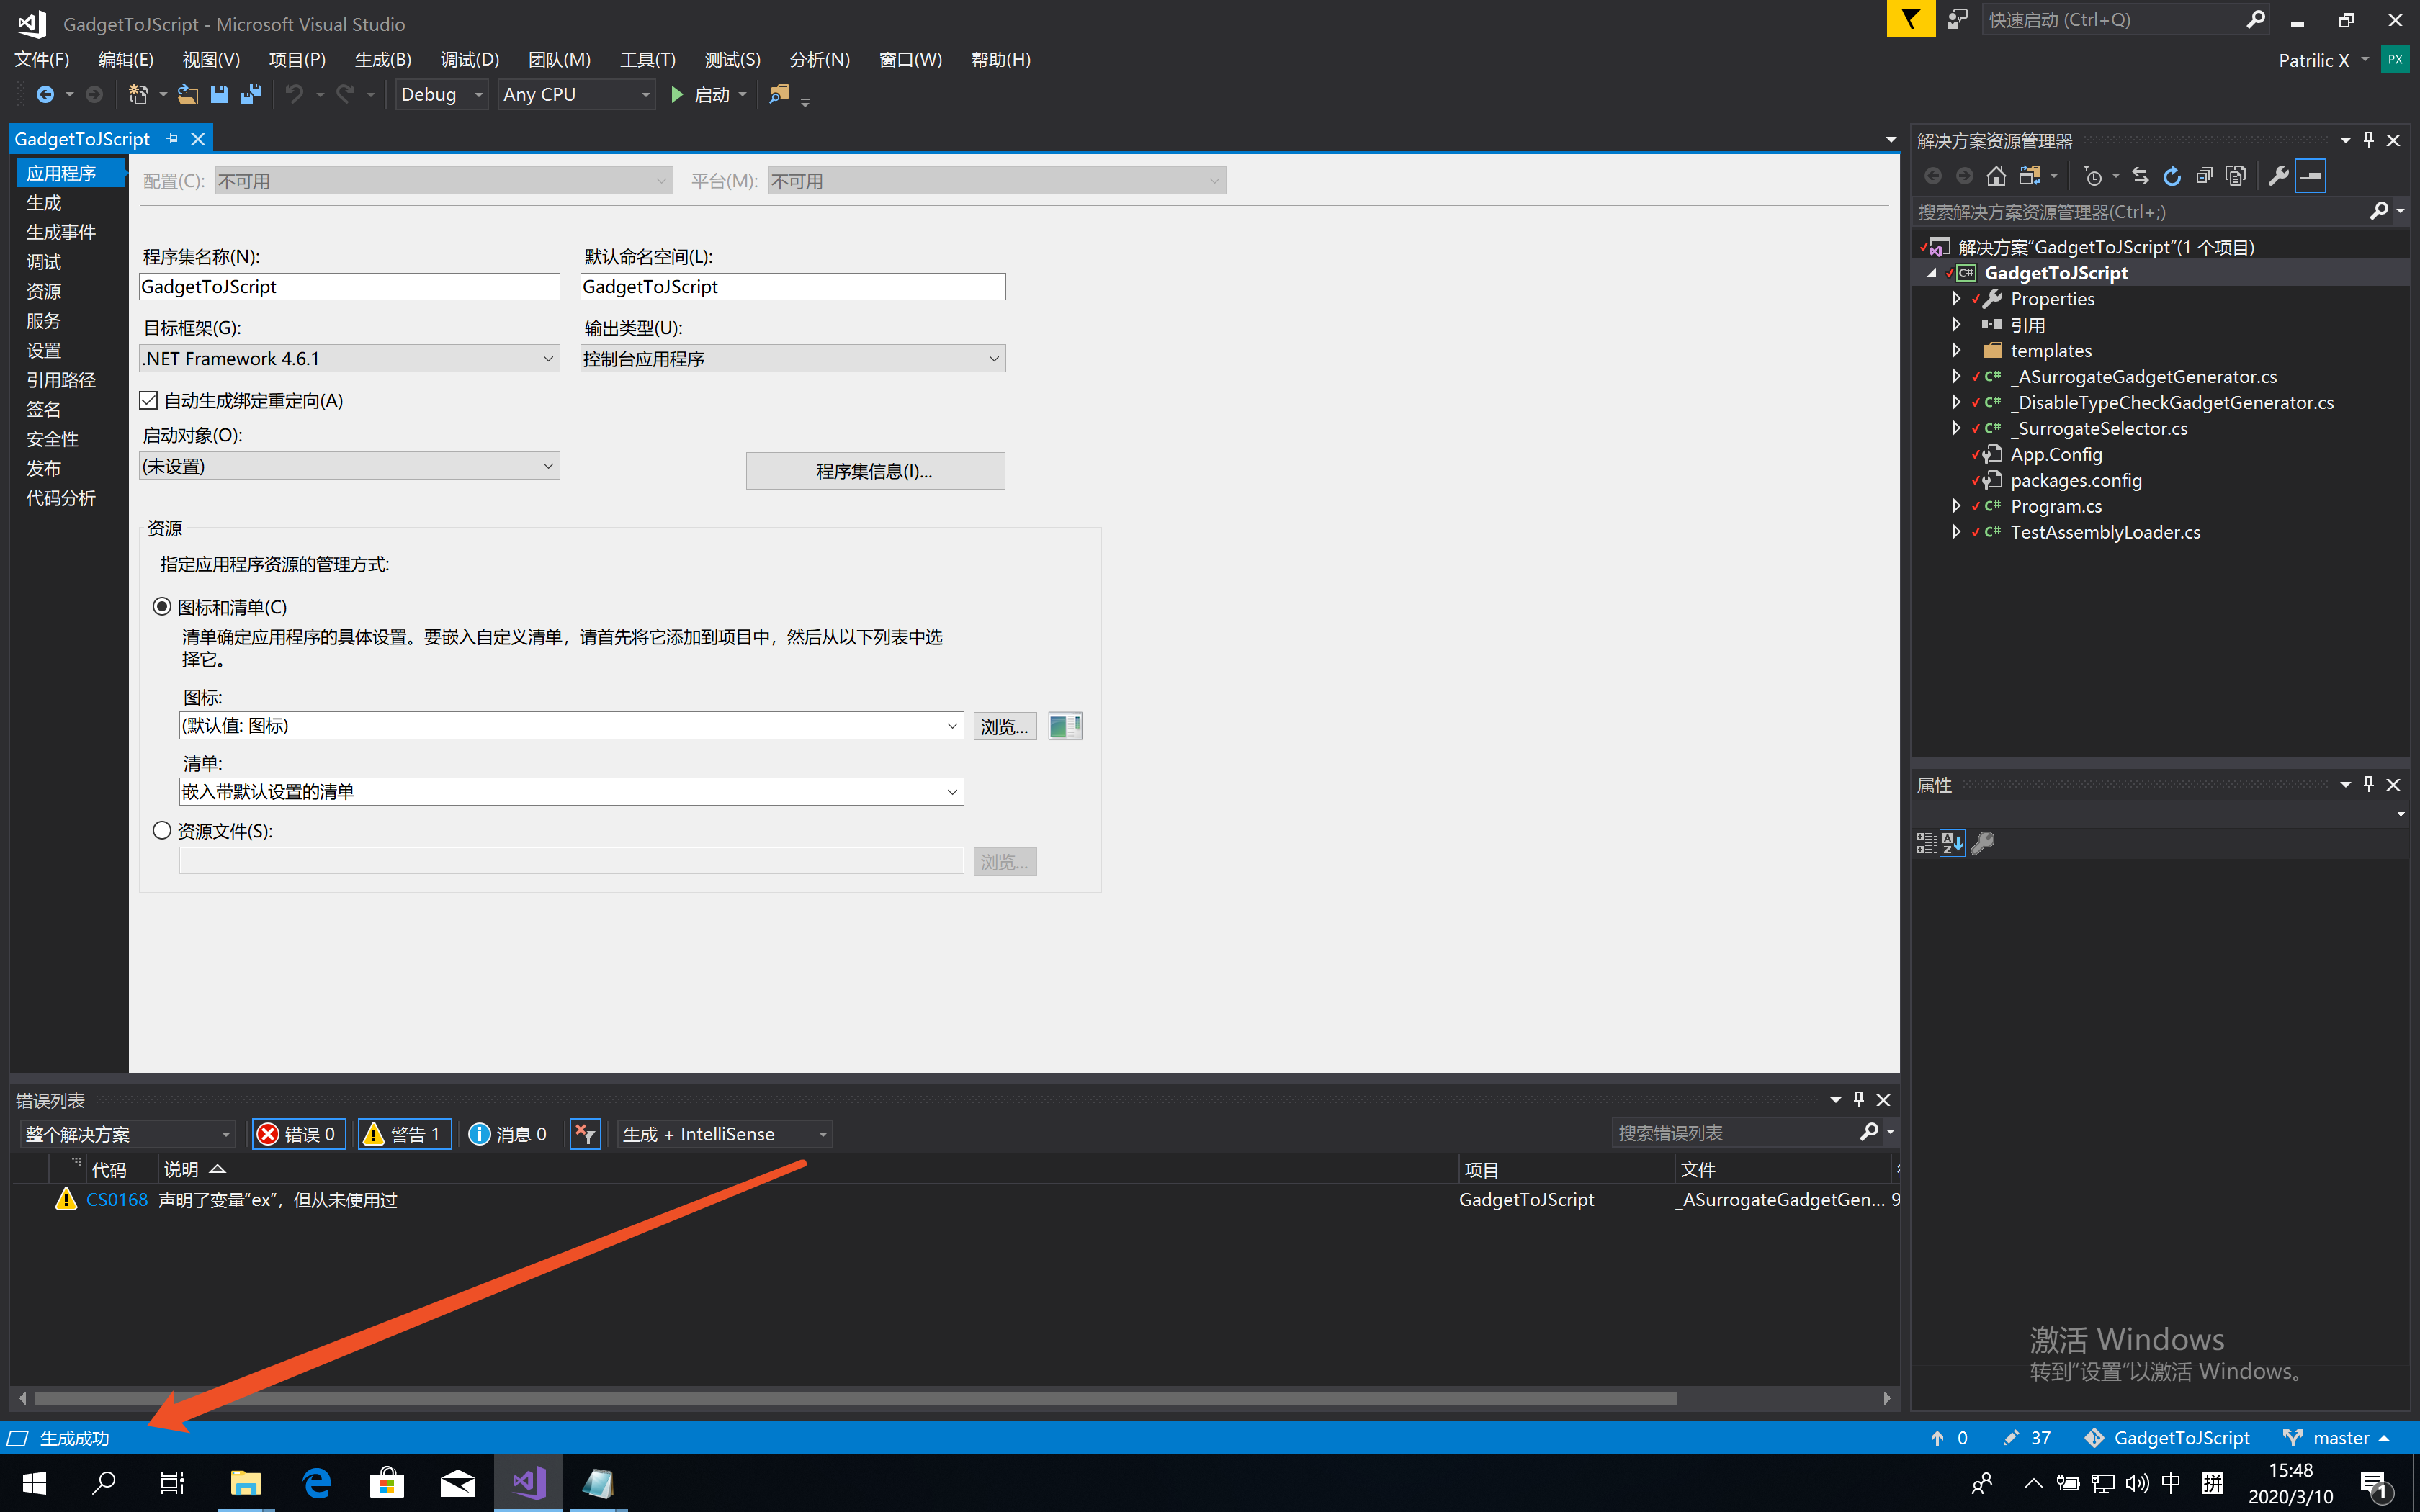 GadgetToJScript - Microsoft Visual Studio
快速启动 (Ctrl+Q)
文件(F) 编辑(E) 视图(V) 项目(P) 生成(B) 调试(D) 团队(M) 工具(T) 测试(S) 分析(N) 窗口(W) 帮助(H)
Patrilic X PX
Debug Any CPU 启动
GadgetToJScript
应用程序
生成
生成事件
调试
资源
服务
设置
引用路径
签名
安全性
发布
代码分析
配置(C): 不可用 平台(M): 不可用
程序集名称(N): 默认命名空间(L):
GadgetToJScript GadgetToJScript
目标框架(G): 输出类型(U):
.NET Framework 4.6.1 控制台应用程序
自动生成绑定重定向(A)
启动对象(O):
(未设置) 程序集信息(I)...
资源
指定应用程序资源的管理方式:
图标和清单(C)
清单确定应用程序的具体设置。要嵌入自定义清单，请首先将它添加到项目中，然后从以下列表中选
择它。
图标:
(默认值: 图标) 浏览...
清单:
嵌入带默认设置的清单
资源文件(S):
浏览...
解决方案资源管理器
搜索解决方案资源管理器(Ctrl+;)
解决方案“GadgetToJScript”(1 个项目)
C# GadgetToJScript
Properties
引用
templates
C# _ASurrogateGadgetGenerator.cs
C# _DisableTypeCheckGadgetGenerator.cs
C# _SurrogateSelector.cs
App.Config
packages.config
C# Program.cs
C# TestAssemblyLoader.cs
属性
错误列表
整个解决方案 错误 0 警告 1 消息 0 生成 + IntelliSense 搜索错误列表
代码 说明 项目 文件
CS0168 声明了变量“ex”，但从未使用过 GadgetToJScript _ASurrogateGadgetGen... 9
激活 Windows
转到“设置”以激活 Windows。
生成成功 0 37 GadgetToJScript master
中 拼 15:48
2020/3/10 1